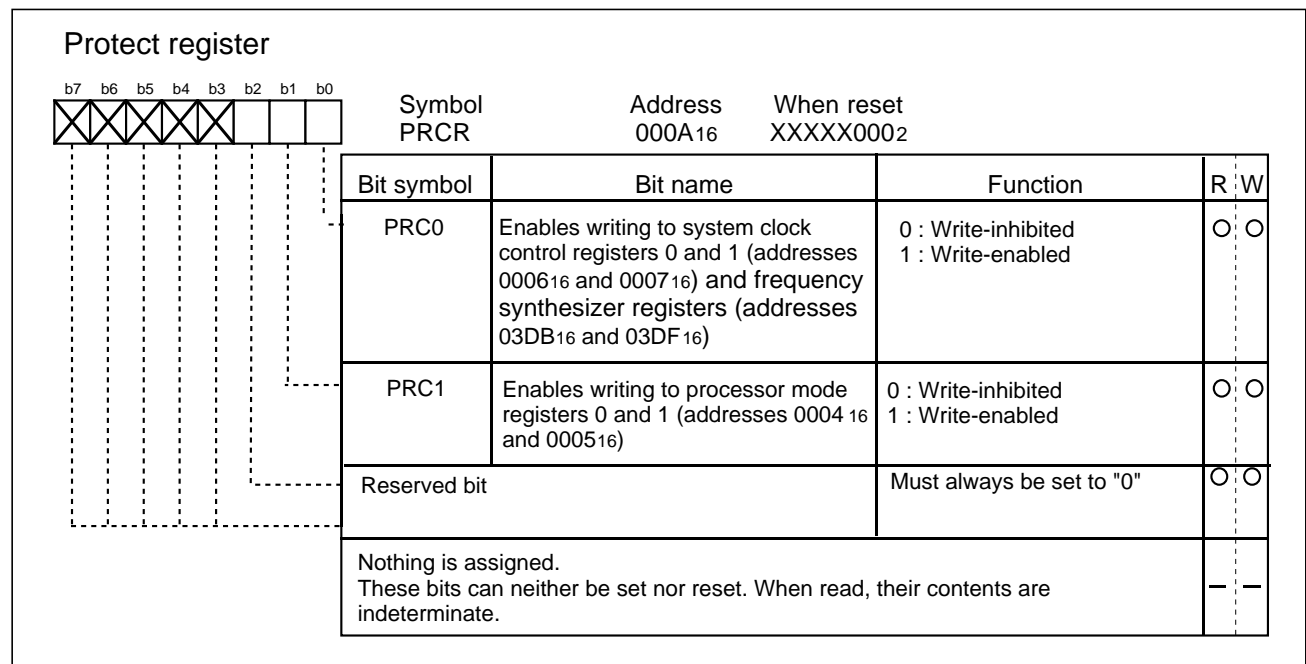 Protect register
b7 b6 b5 b4 b3 b2 b1 b0
Symbol Address When reset
PRCR 000A16 XXXXX0002
Bit symbol Bit name Function R W
PRC0 Enables writing to system clock control registers 0 and 1 (addresses 000616 and 000716) and frequency synthesizer registers (addresses 03DB16 and 03DF16)
0 : Write-inhibited
1 : Write-enabled
PRC1 Enables writing to processor mode registers 0 and 1 (addresses 0004 16 and 000516)
0 : Write-inhibited
1 : Write-enabled
Reserved bit Must always be set to "0"
Nothing is assigned.
These bits can neither be set nor reset. When read, their contents are
indeterminate.